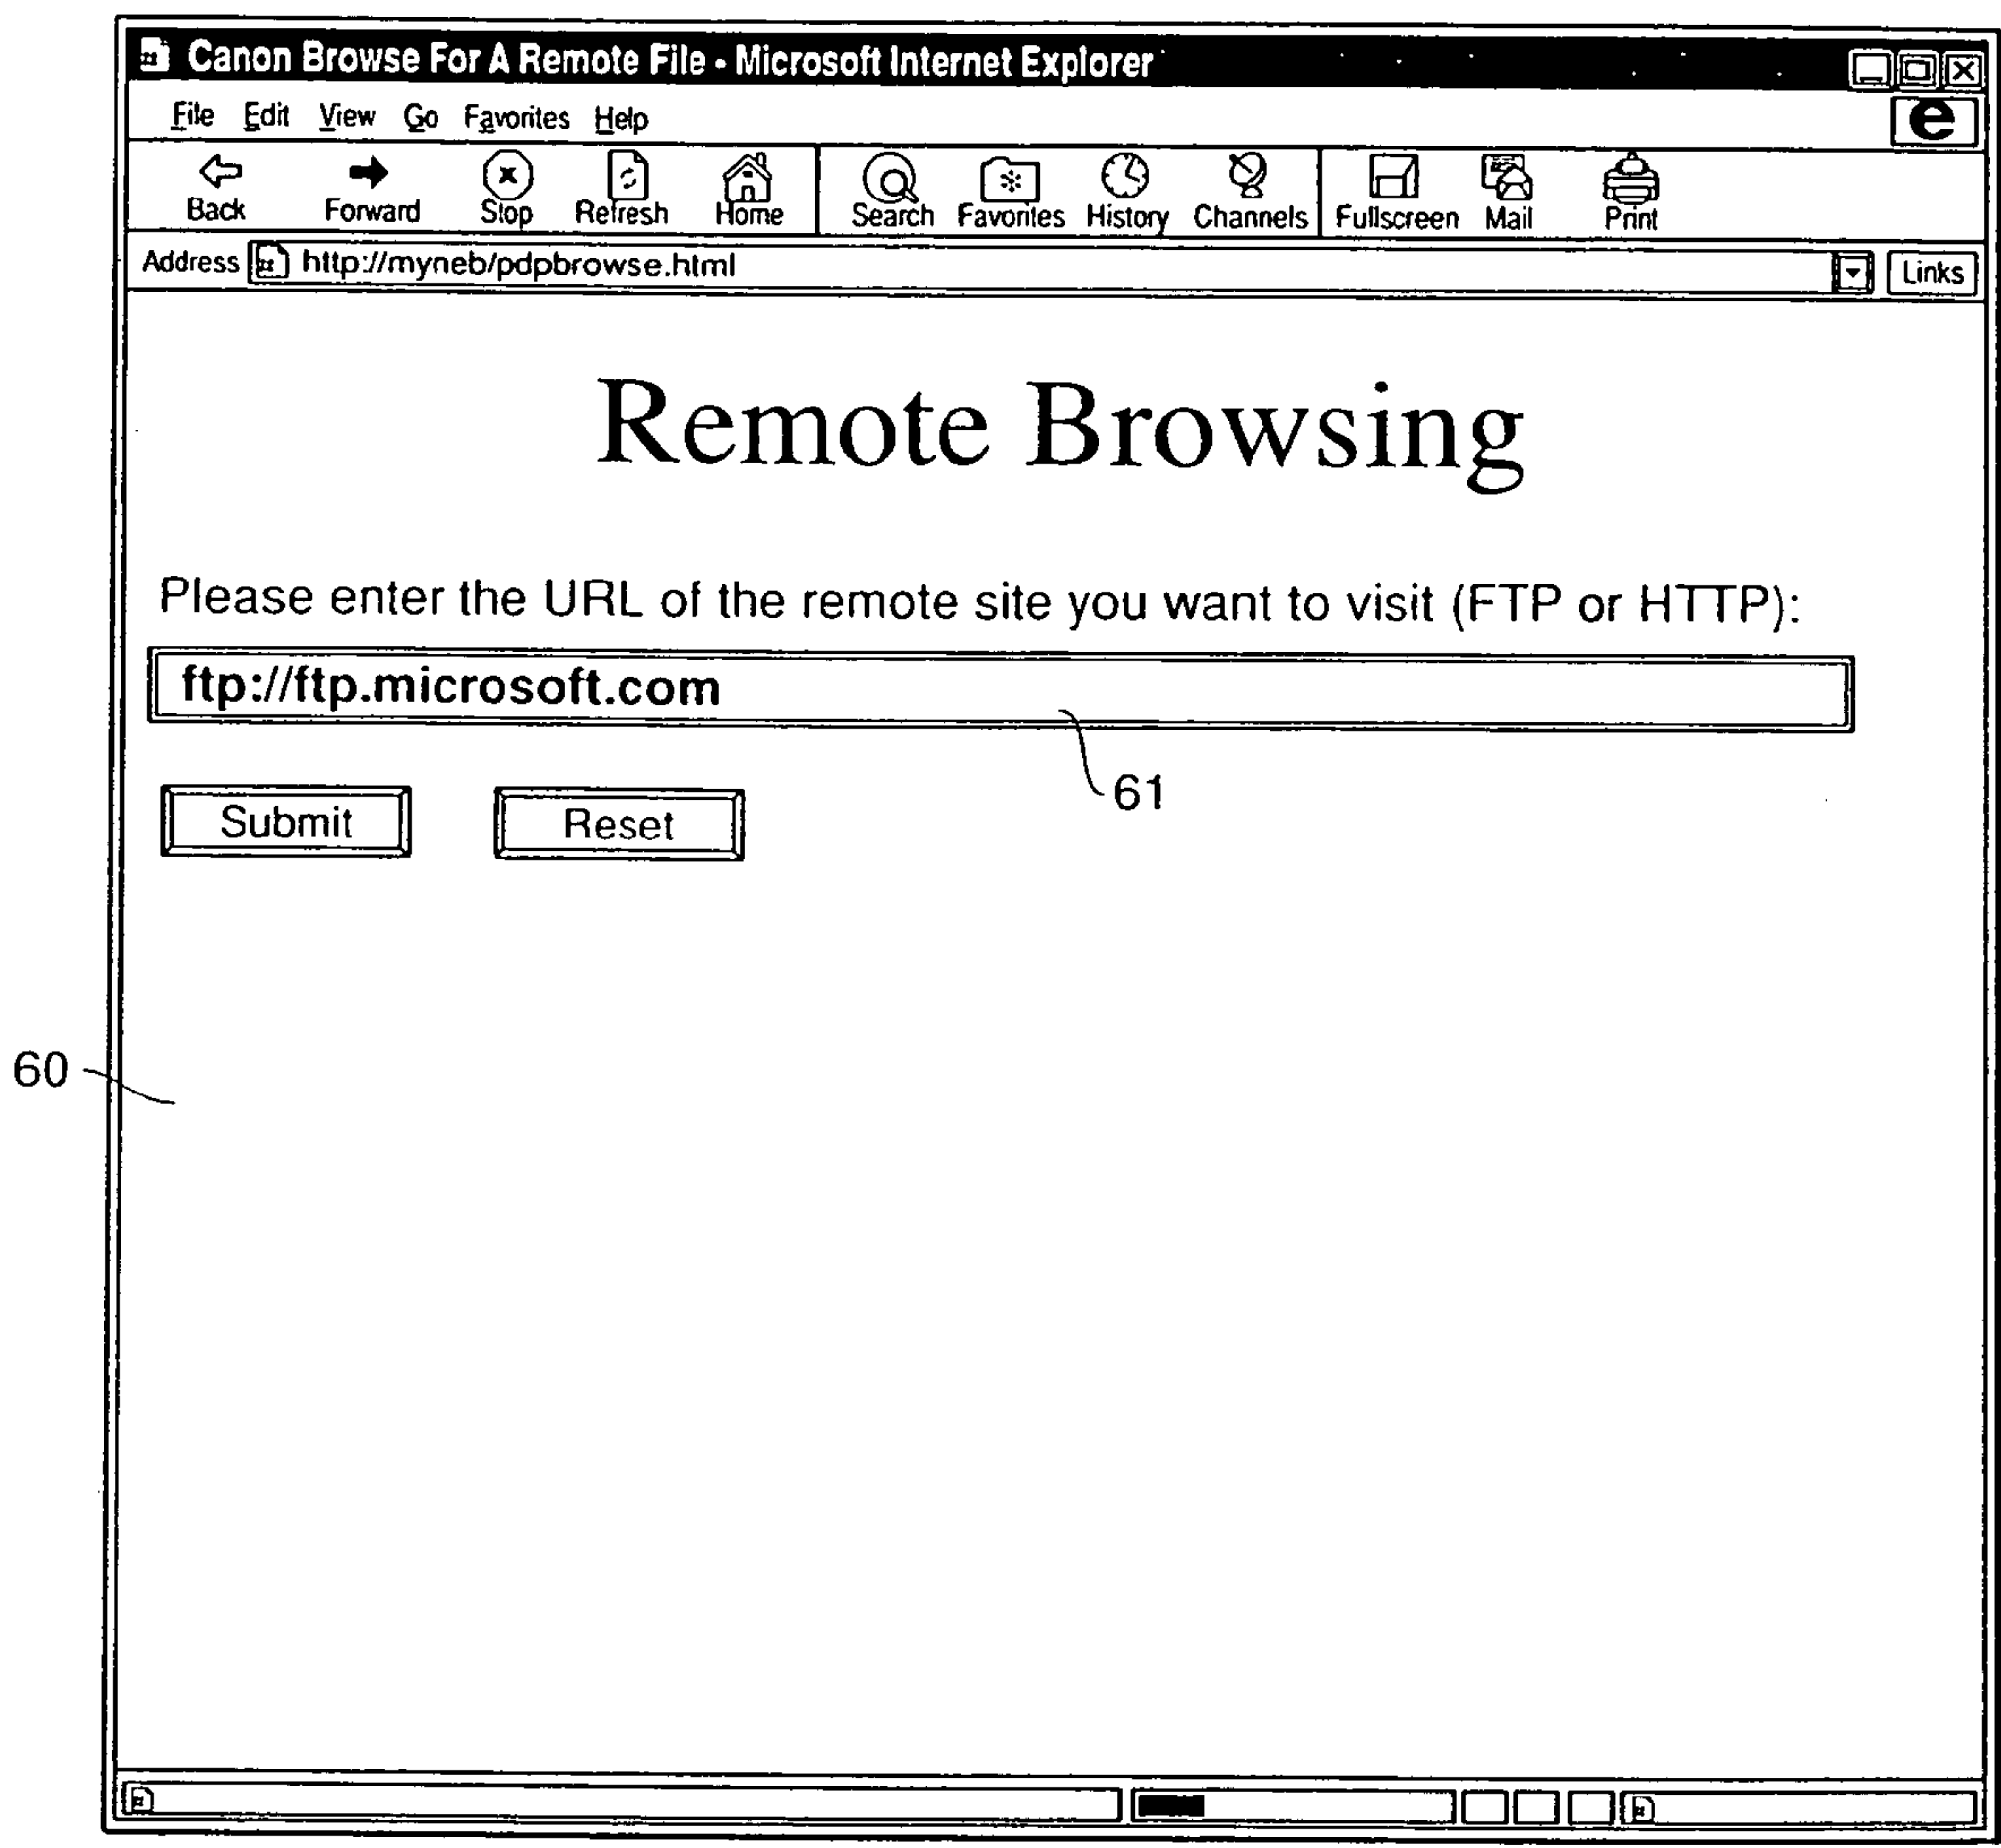 Canon Browse For A Remote File - Microsoft Internet Explorer
File Edit View Go Favorites Help
e
Back Forward Stop Refresh Home Search Favorites History Channels Fullscreen Mail Print
Address http://myneb/pdpbrowse.html Links
Remote Browsing
Please enter the URL of the remote site you want to visit (FTP or HTTP):
ftp://ftp.microsoft.com
61
Submit Reset
60